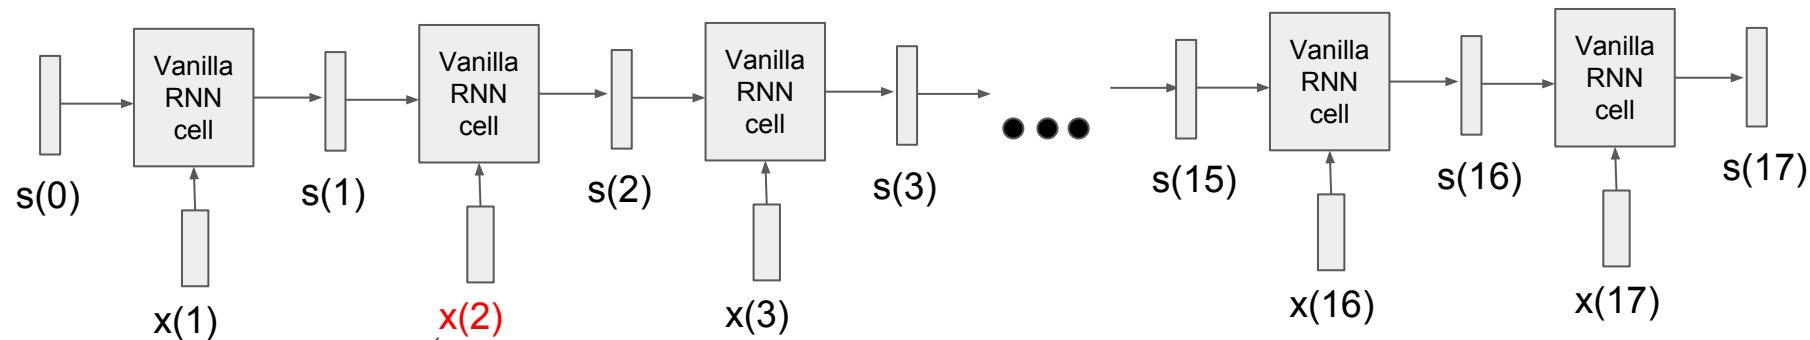 Vanilla
RNN
cell
Vanilla
RNN
cell
Vanilla
RNN
cell
Vanilla
RNN
cell
Vanilla
RNN
cell
s(0)
s(1)
s(2)
s(3)
s(15)
s(16)
s(17)
x(1)
x(2)
x(3)
x(16)
x(17)